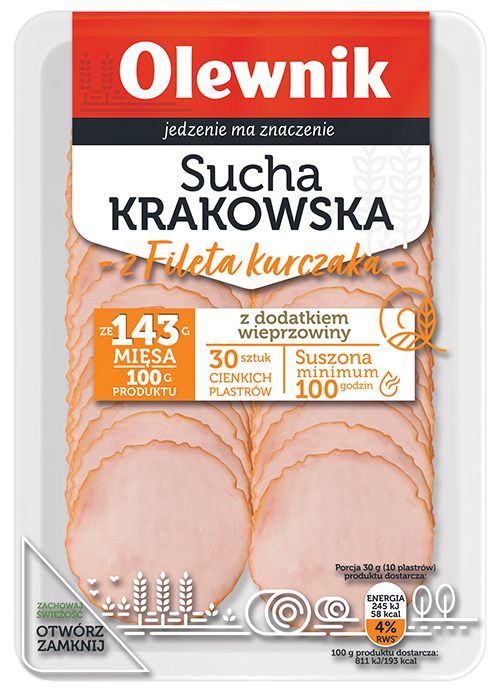 Olewnik
jedzenie ma znaczenie
Sucha
KRAKOWSKA
- z Fileta kurczaka -
ZE 143 G
MIĘSA
100 G
PRODUKTU
z dodatkiem
wieprzowiny
30 sztuk
CIENKICH
PLASTRÓW
Suszona
minimum
100 godzin
Porcja 30 g (10 plastrów)
produktu dostarcza:
ENERGIA
245 kJ
58 kcal
4%
RWS*
100 g produktu dostarcza:
811 kJ/193 kcal
ZACHOWAJ
ŚWIEŻOŚĆ
OTWÓRZ
ZAMKNIJ